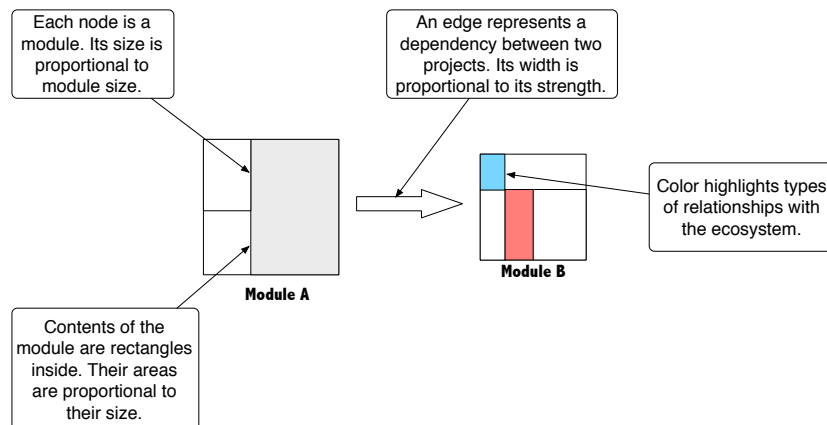 Each node is a
module. Its size is
proportional to
module size.
An edge represents a
dependency between two
projects. Its width is
proportional to its strength.
Color highlights types
of relationships with
the ecosystem.
Module A
Module B
Contents of the
module are rectangles
inside. Their areas
are proportional to
their size.